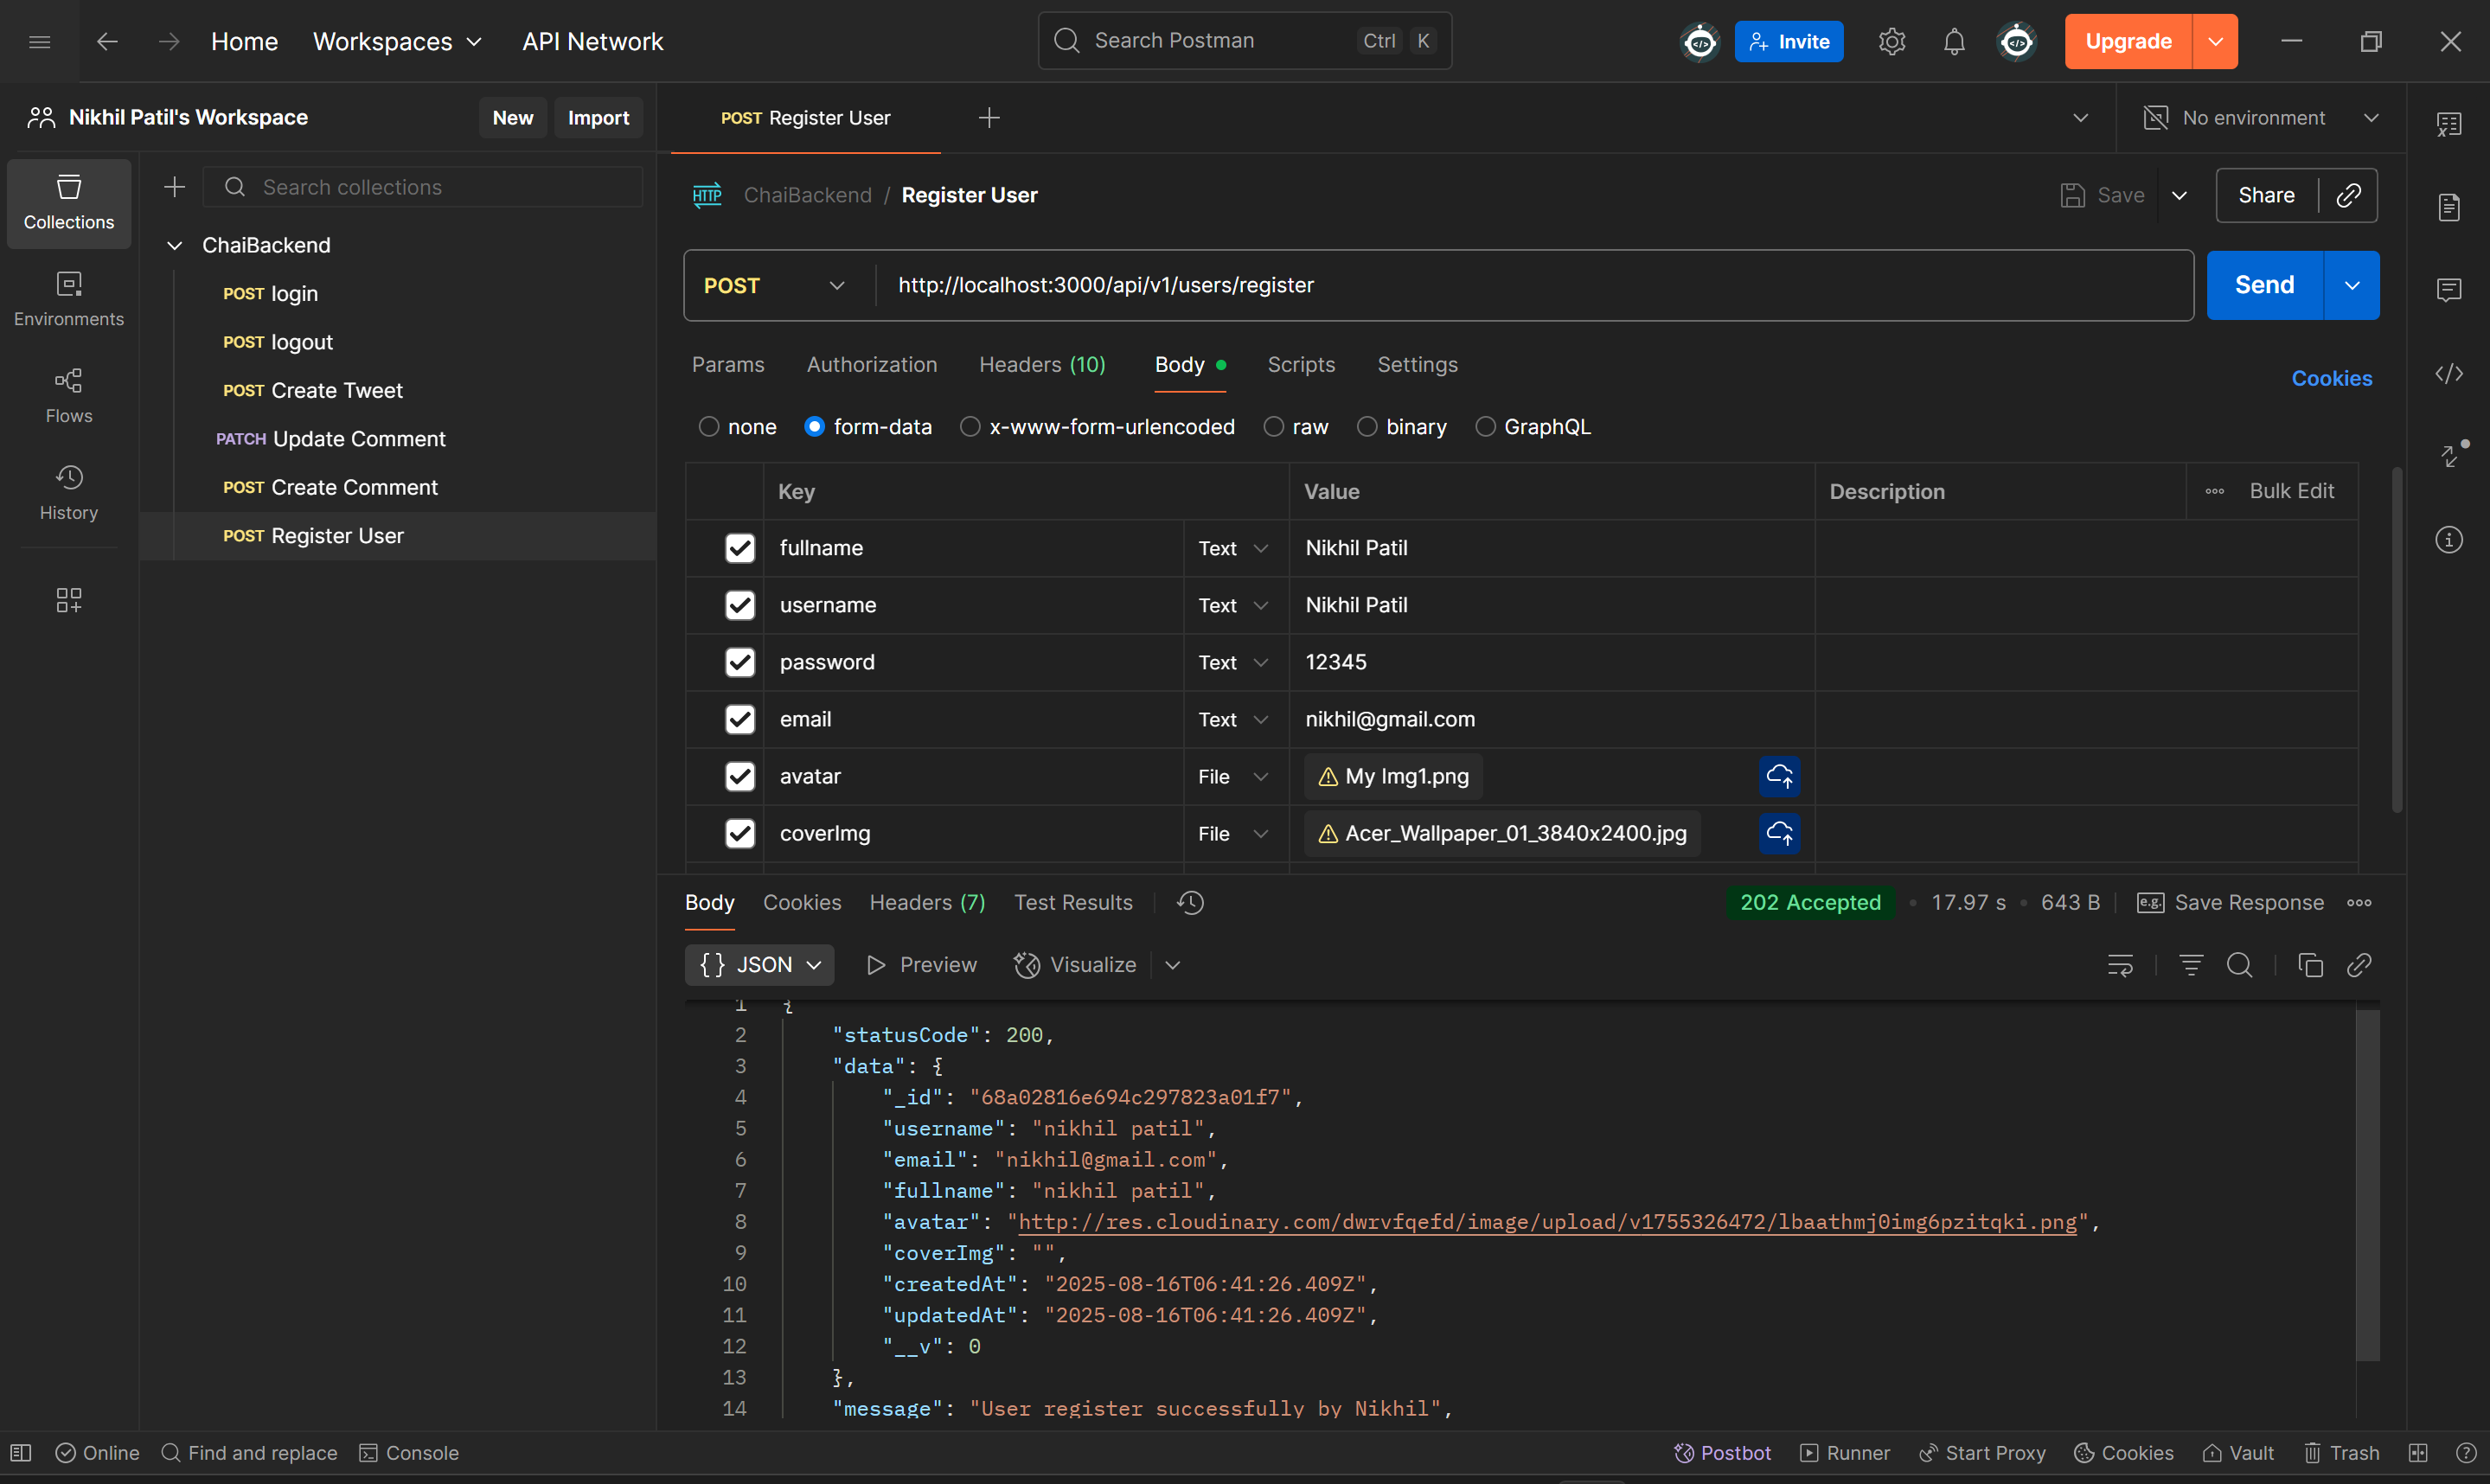 Home Workspaces API Network Search Postman Ctrl K Invite Upgrade
Nikhil Patil's Workspace New Import POST Register User No environment
Collections
Environments
Flows
History
Search collections
ChaiBackend
POST login
POST logout
POST Create Tweet
PATCH Update Comment
POST Create Comment
POST Register User
HTTP ChaiBackend / Register User Save Share
POST http://localhost:3000/api/v1/users/register Send
Params Authorization Headers (10) Body Scripts Settings Cookies
none form-data x-www-form-urlencoded raw binary GraphQL
Key Value Description Bulk Edit
fullname Text Nikhil Patil
username Text Nikhil Patil
password Text 12345
email Text nikhil@gmail.com
avatar File My Img1.png
coverImg File Acer_Wallpaper_01_3840x2400.jpg
Body Cookies Headers (7) Test Results 202 Accepted • 17.97 s • 643 B e.g. Save Response
{} JSON Preview Visualize
1 {
2 "statusCode": 200,
3 "data": {
4 "_id": "68a02816e694c297823a01f7",
5 "username": "nikhil patil",
6 "email": "nikhil@gmail.com",
7 "fullname": "nikhil patil",
8 "avatar": "http://res.cloudinary.com/dwrvfqefd/image/upload/v1755326472/lbaathmj0img6pzitqki.png",
9 "coverImg": "",
10 "createdAt": "2025-08-16T06:41:26.409Z",
11 "updatedAt": "2025-08-16T06:41:26.409Z",
12 "__v": 0
13 },
14 "message": "User register successfully by Nikhil",
Online Find and replace Console Postbot Runner Start Proxy Cookies Vault Trash